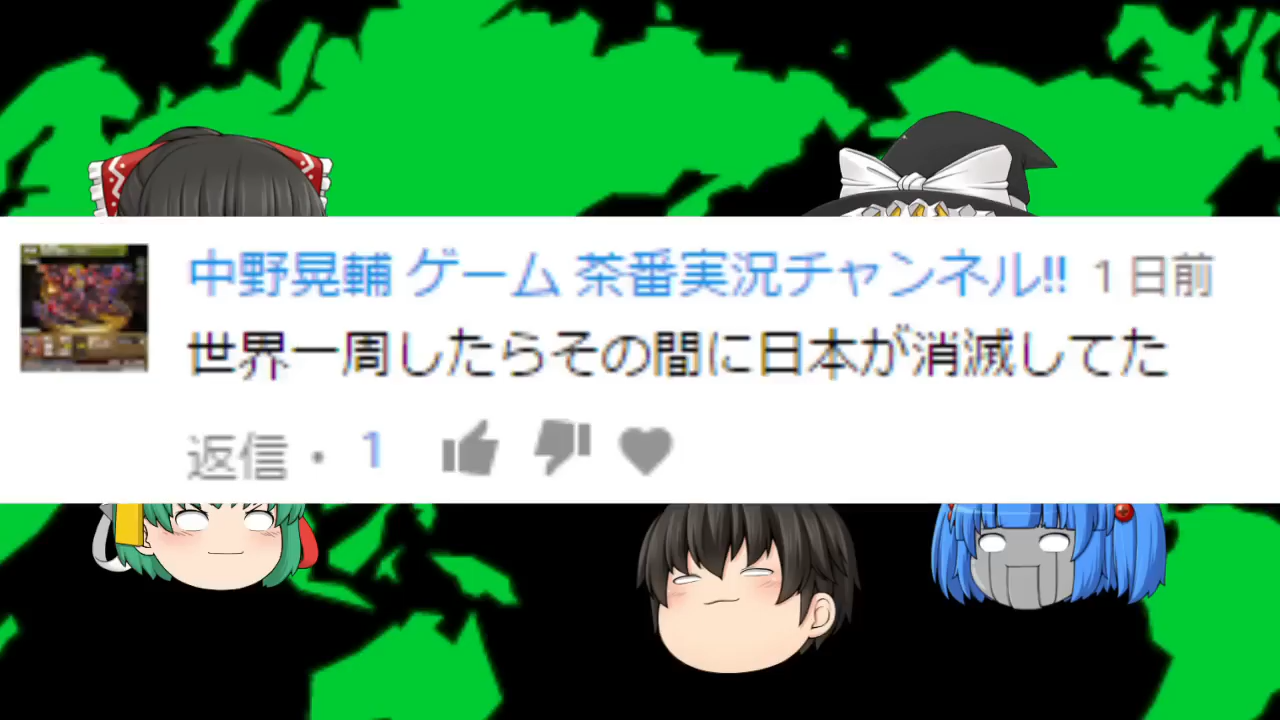 中野晃輔 ゲーム 茶番実況チャンネル!! 1 日前
世界一周したらその間に日本が消滅してた
返信・ 1